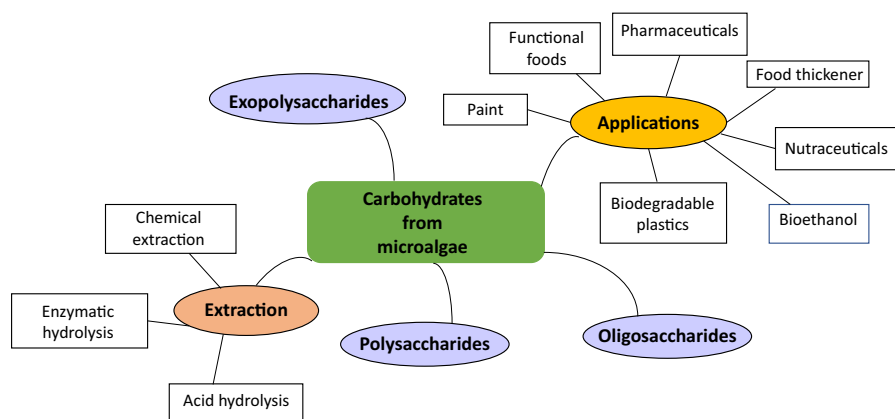 Functional
foods
Pharmaceuticals
Food thickener
Exopolysaccharides
Paint
Applications
Nutraceuticals
Biodegradable
plastics
Bioethanol
Carbohydrates
from
microalgae
Chemical
extraction
Enzymatic
hydrolysis
Extraction
Acid hydrolysis
Polysaccharides
Oligosaccharides